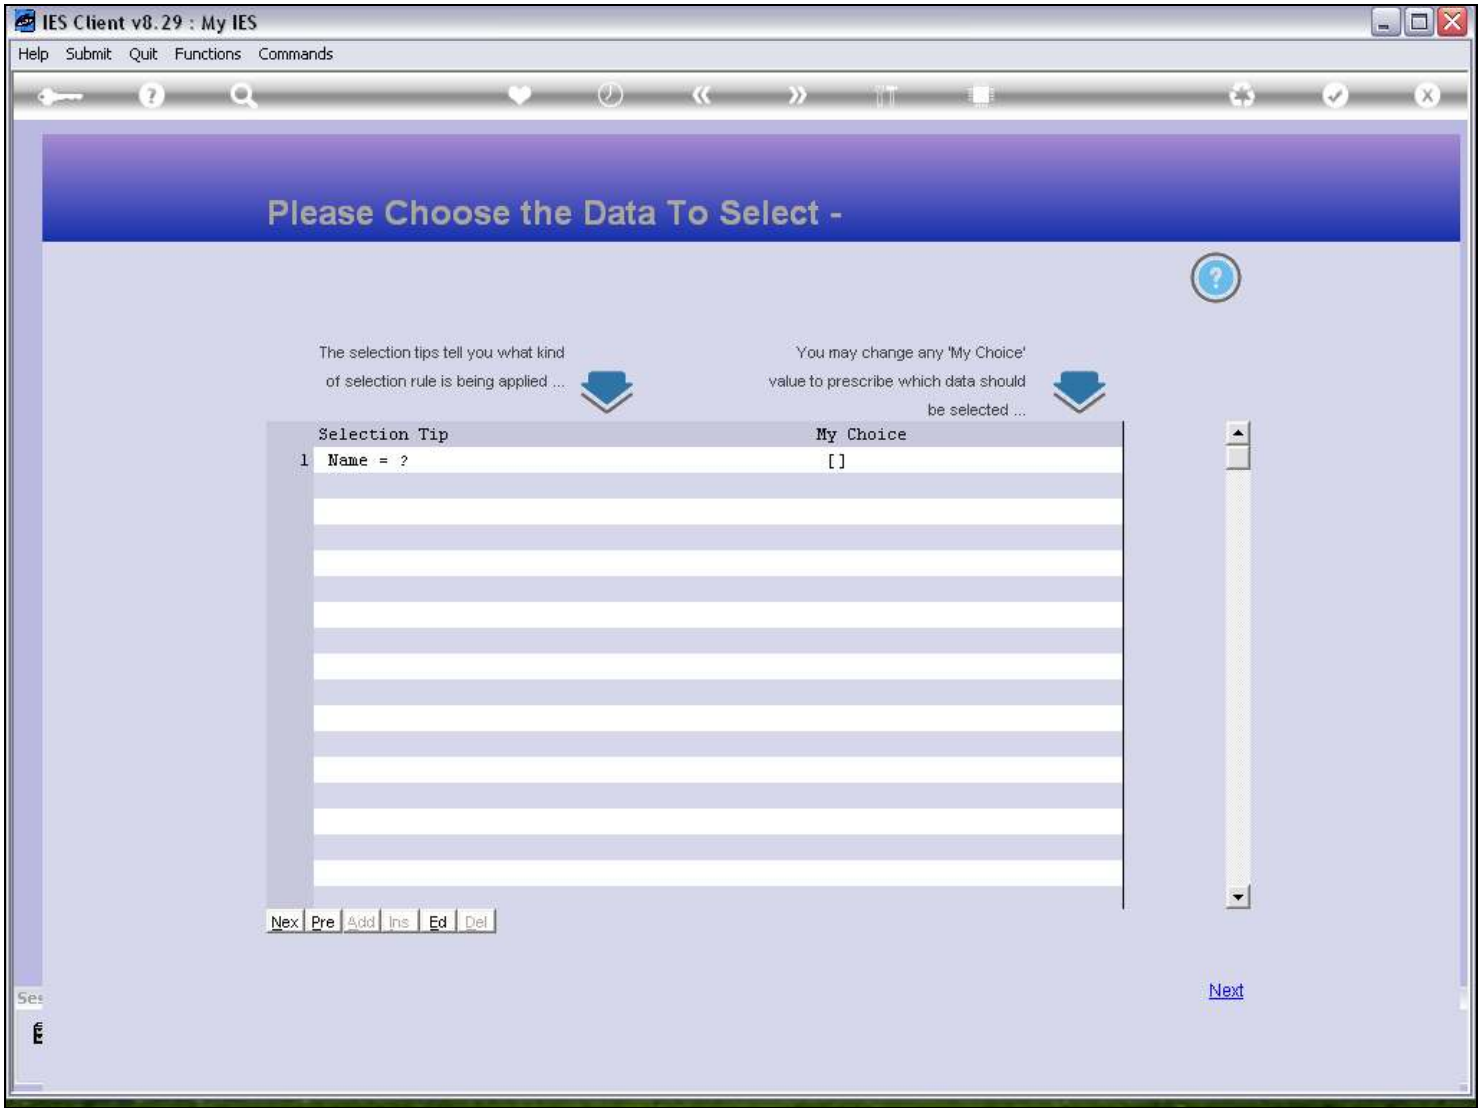 IES Client v8.29 : My IES
Help Submit Quit Functions Commands
Please Choose the Data To Select -
The selection tips tell you what kind
of selection rule is being applied ...
You may change any 'My Choice'
value to prescribe which data should
be selected ...
Selection Tip My Choice
1 Name = ? []
Nex Pre Add Ins Ed Del
Next